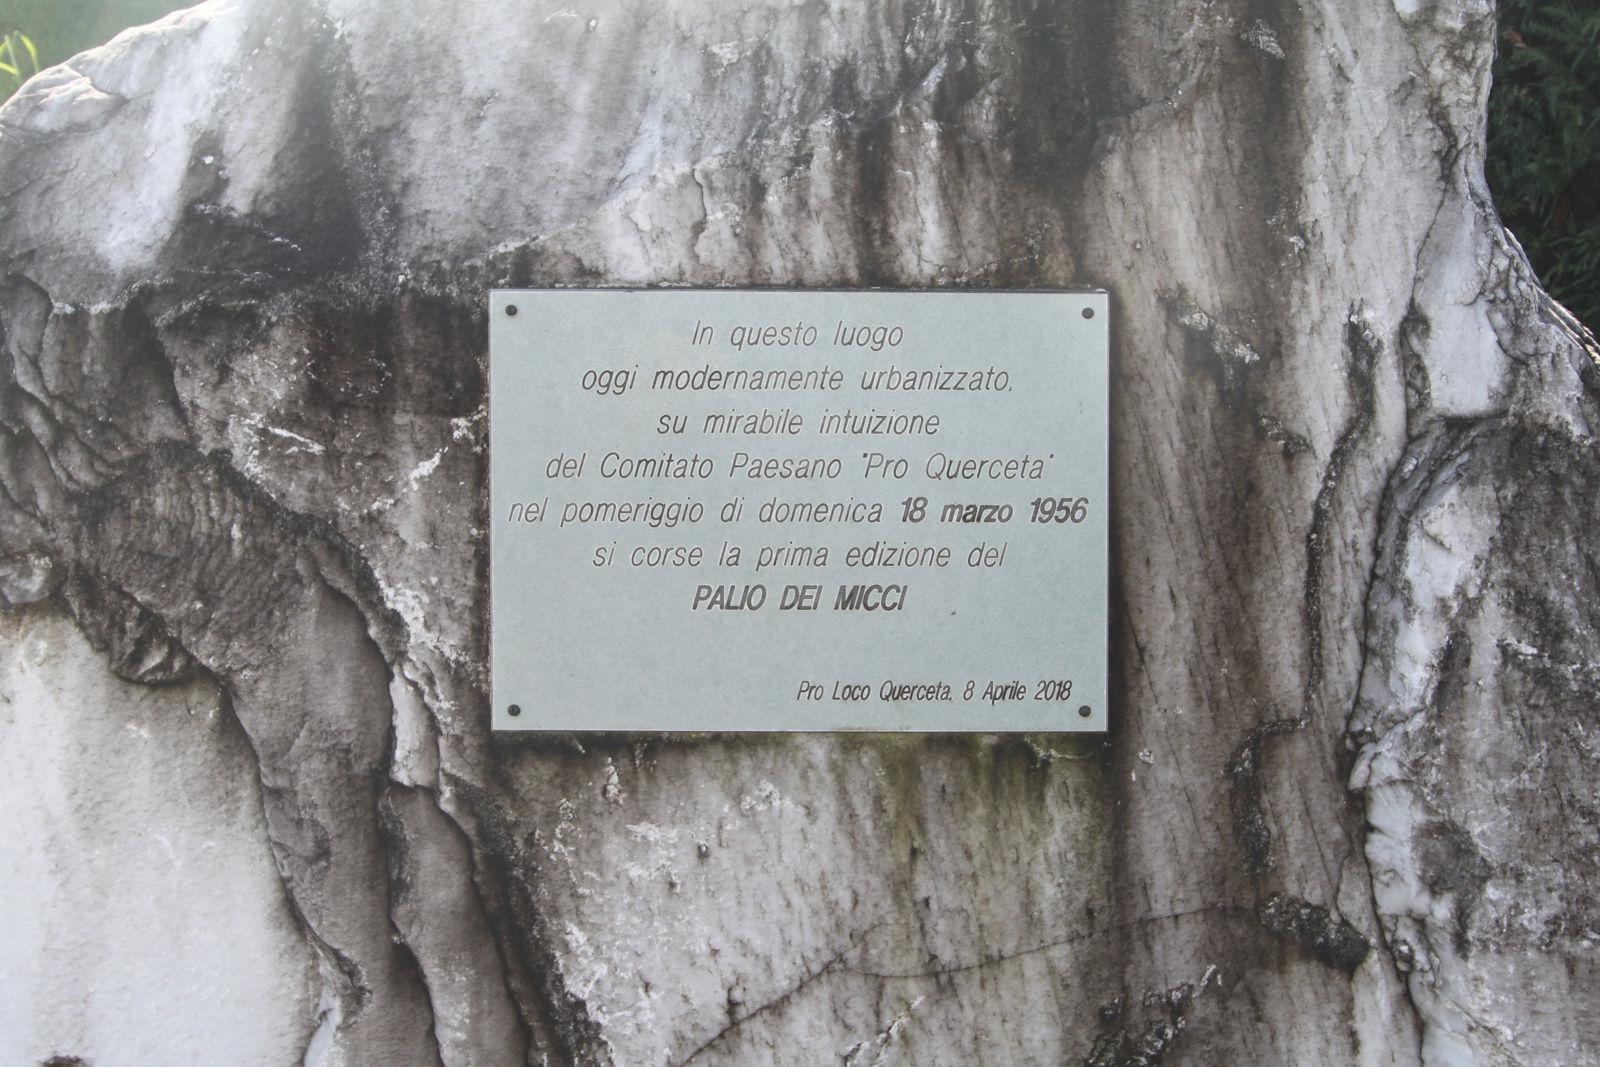 In questo luogo
oggi modernamente urbanizzato,
su mirabile intuizione
del Comitato Paesano "Pro Querceta"
nel pomeriggio di domenica 18 marzo 1956
si corse la prima edizione del
PALIO DEI MICCI
Pro Loco Querceta, 8 Aprile 2018